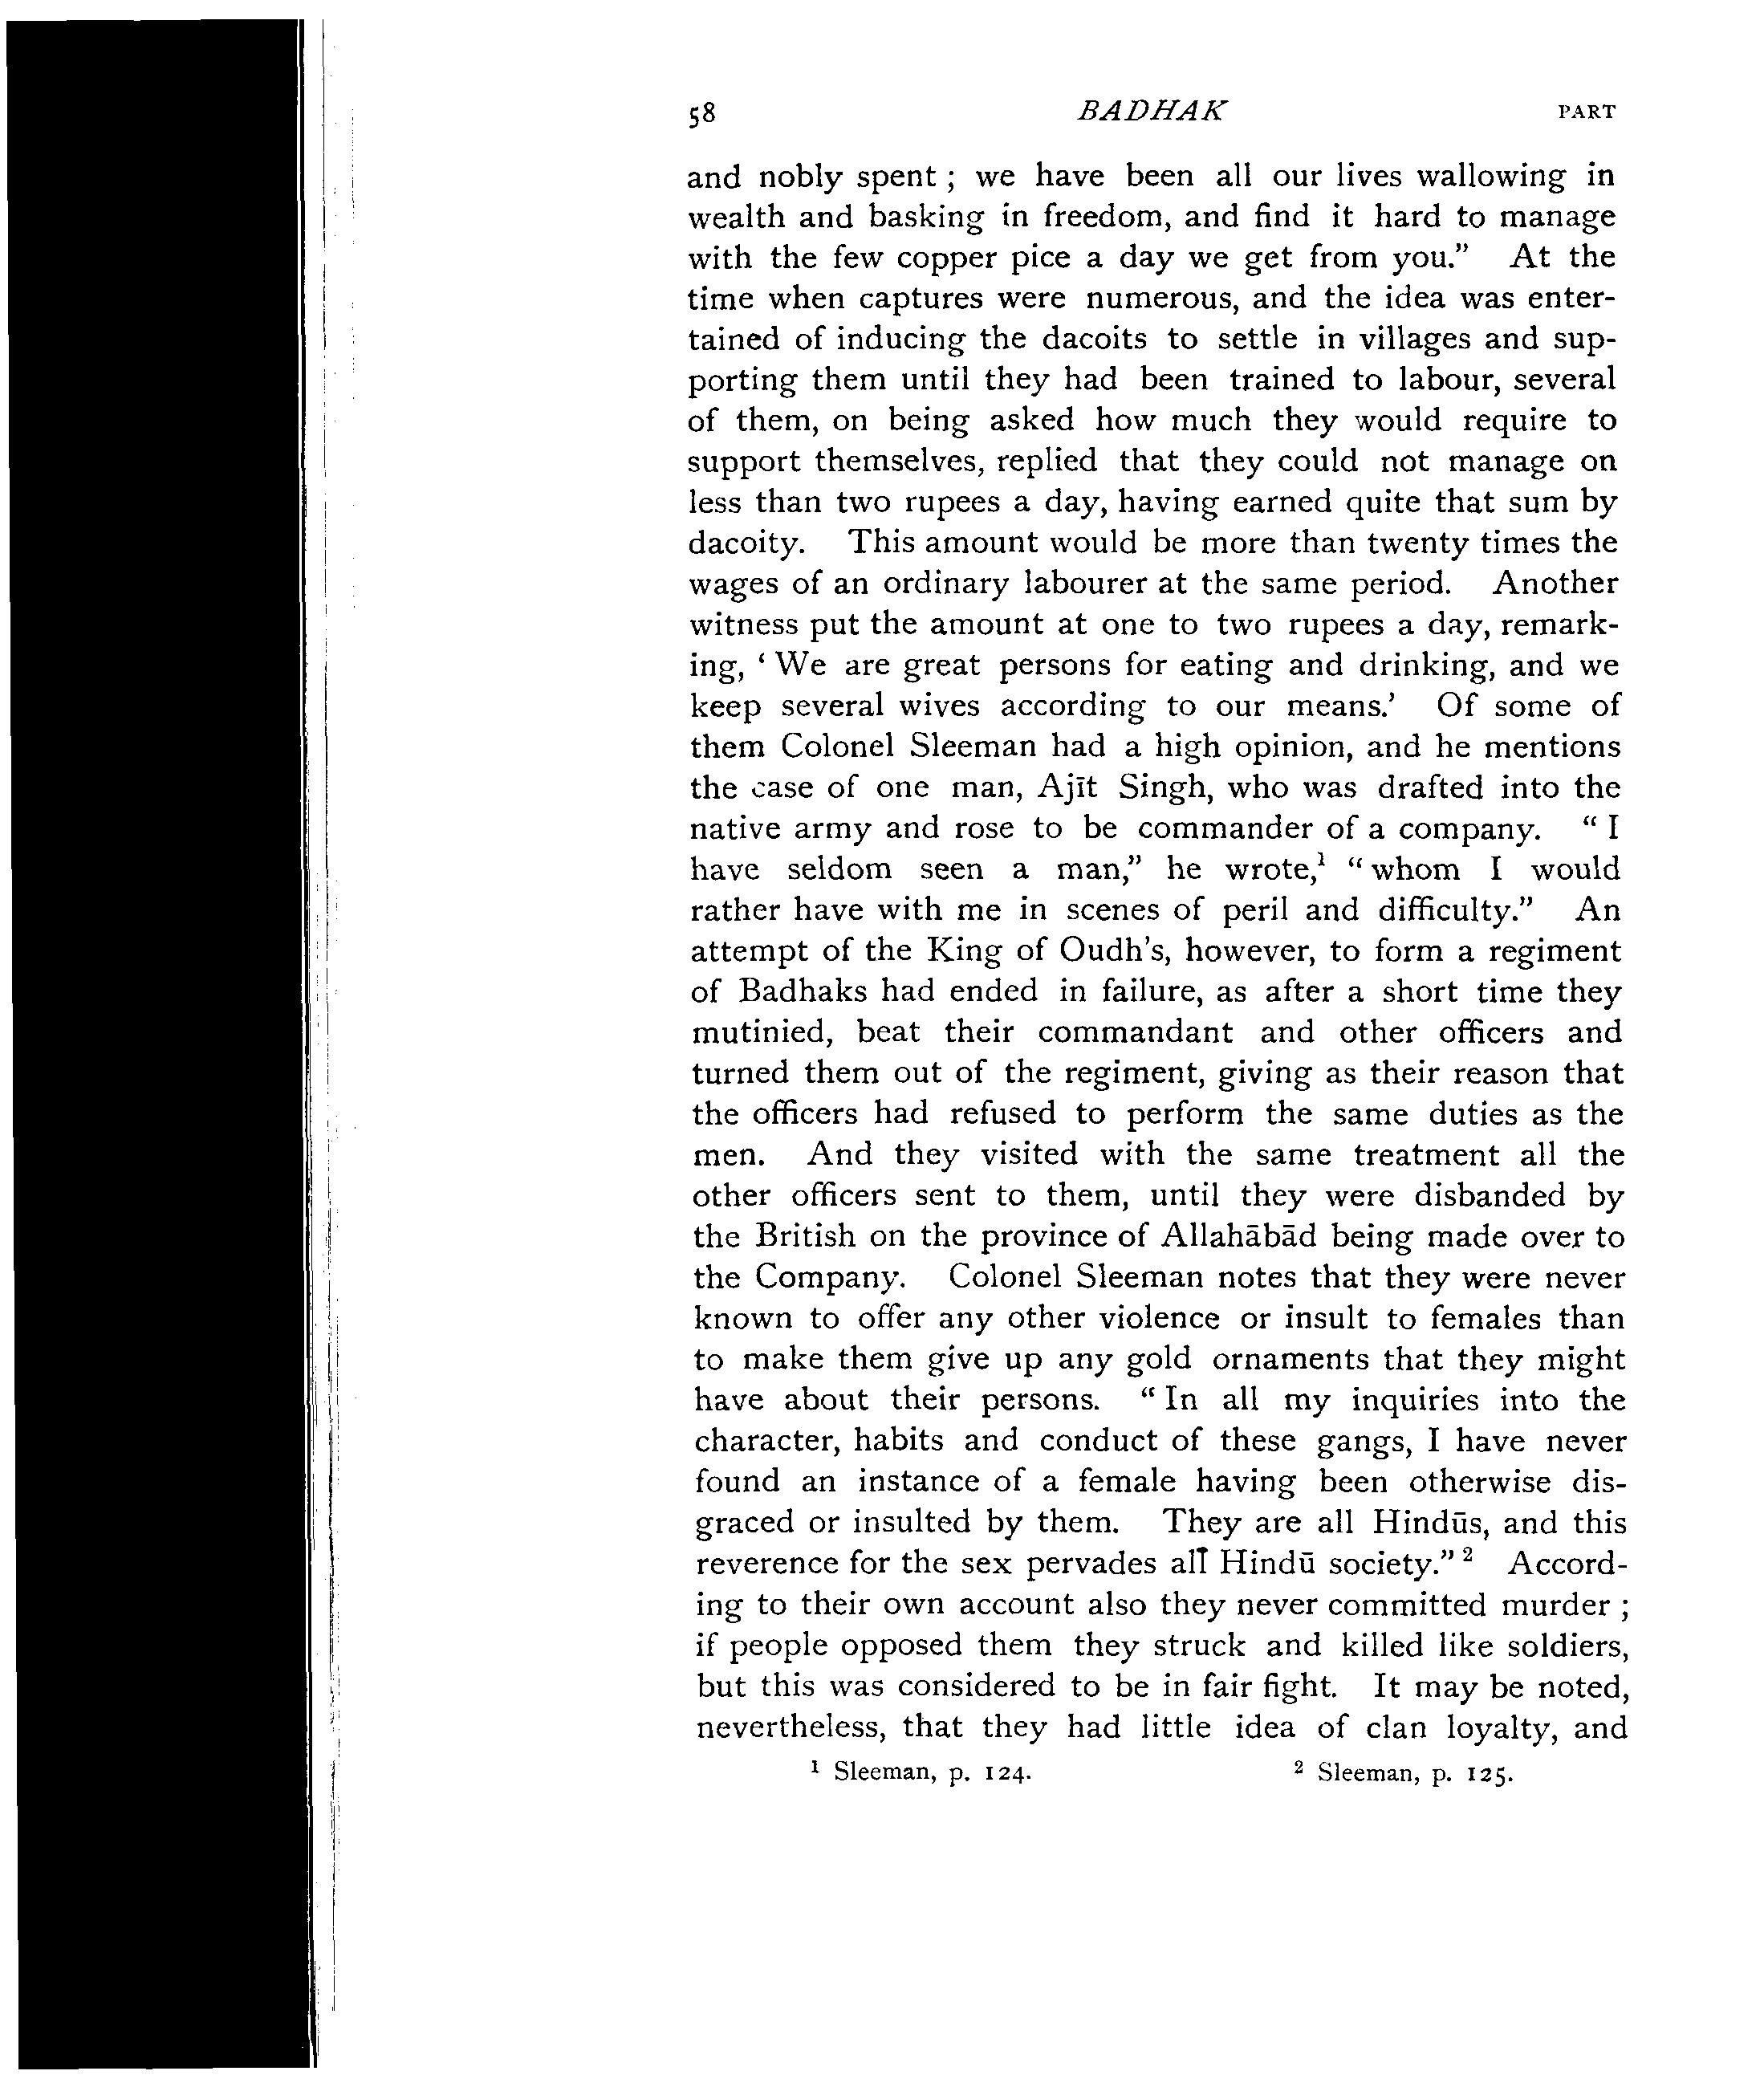 58 BADHAK PART
and nobly spent ; we have been all our lives wallowing in
wealth and basking in freedom, and find it hard to manage
with the few copper pice a day we get from you.” At the
time when captures were numerous, and the idea was enter-
tained of inducing the dacoits to settle in villages and sup-
porting them until they had been trained to labour, several
of them, on being asked how much they would require to
support themselves, replied that they could not manage on
less than two rupees a day, having earned quite that sum by
dacoity. This amount would be more than twenty times the
wages of an ordinary labourer at the same period. Another
witness put the amount at one to two rupees a day, remark-
ing, ‘ We are great persons for eating and drinking, and we
keep several wives according to our means.’ Of some of
them Colonel Sleeman had a high opinion, and he mentions
the case of one man, Ajīt Singh, who was drafted into the
native army and rose to be commander of a company. “ I
have seldom seen a man,” he wrote,¹ “ whom I would
rather have with me in scenes of peril and difficulty.” An
attempt of the King of Oudh's, however, to form a regiment
of Badhaks had ended in failure, as after a short time they
mutinied, beat their commandant and other officers and
turned them out of the regiment, giving as their reason that
the officers had refused to perform the same duties as the
men. And they visited with the same treatment all the
other officers sent to them, until they were disbanded by
the British on the province of Allahābād being made over to
the Company. Colonel Sleeman notes that they were never
known to offer any other violence or insult to females than
to make them give up any gold ornaments that they might
have about their persons. “ In all my inquiries into the
character, habits and conduct of these gangs, I have never
found an instance of a female having been otherwise dis-
graced or insulted by them. They are all Hindūs, and this
reverence for the sex pervades all Hindū society.” ² Accord-
ing to their own account also they never committed murder ;
if people opposed them they struck and killed like soldiers,
but this was considered to be in fair fight. It may be noted,
nevertheless, that they had little idea of clan loyalty, and
¹ Sleeman, p. 124. ² Sleeman, p. 125.